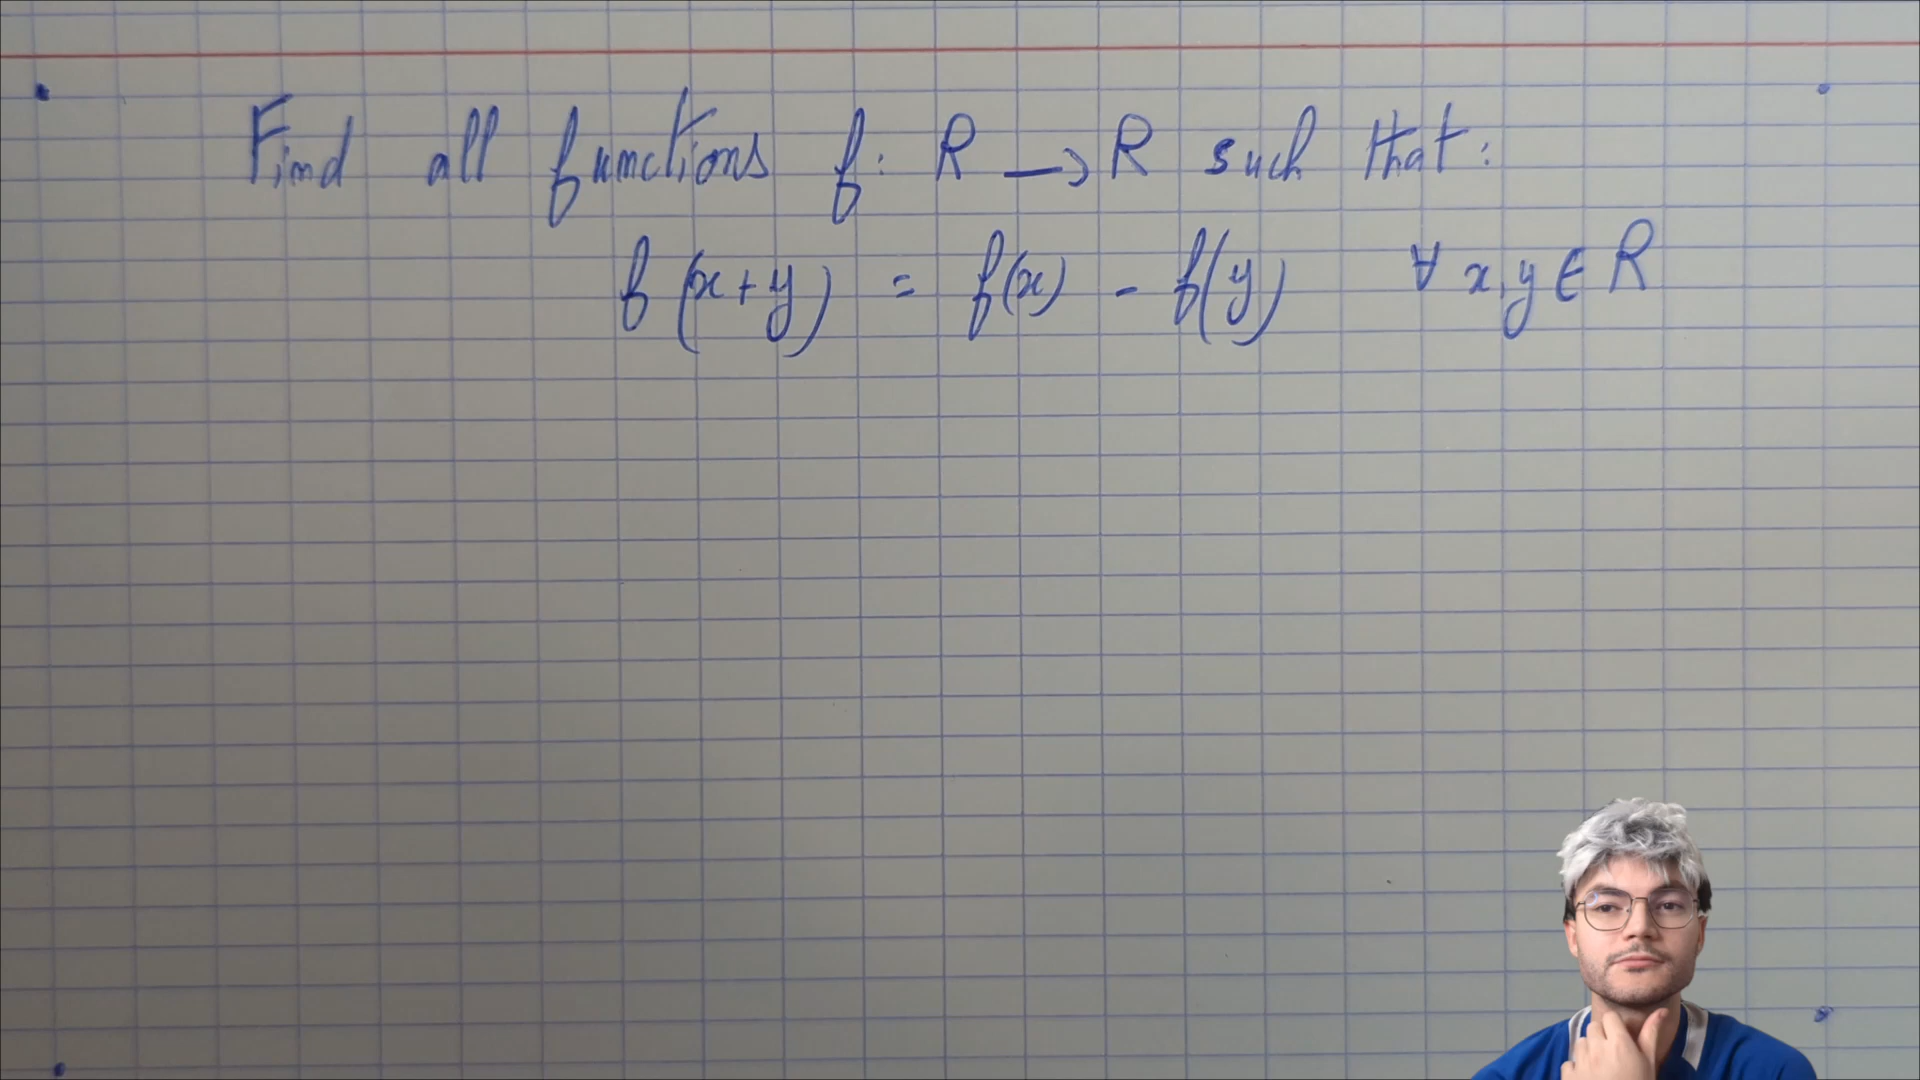 Find all functions f: R → R such that:
f(x+y) = f(x) - f(y) ∀ x,y ∈ R